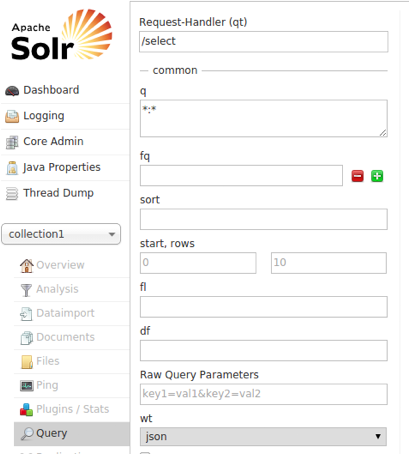 Apache
Solr
Dashboard
Logging
Core Admin
Java Properties
Thread Dump
collection1
Overview
Analysis
Dataimport
Documents
Files
Ping
Plugins / Stats
Query
Request-Handler (qt)
/select
common
q
*:*
fq
sort
start, rows
0 10
fl
df
Raw Query Parameters
key1=val1&key2=val2
wt
json